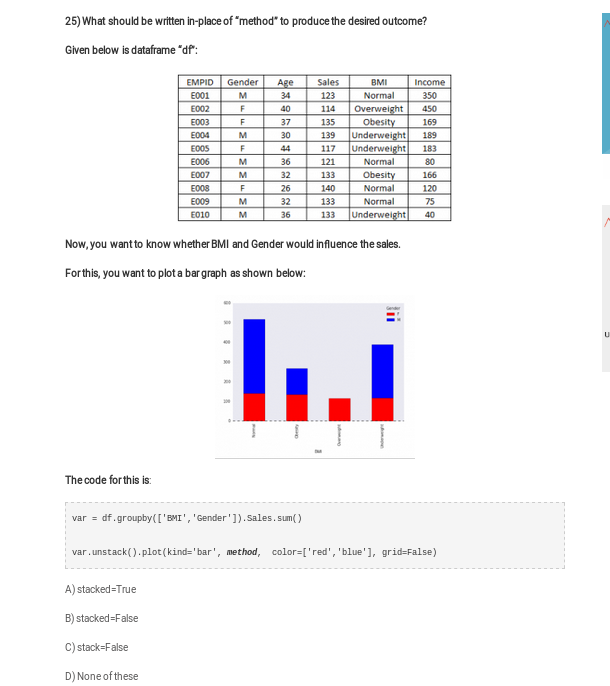 25) What should be written in-place of “method” to produce the desired outcome?
Given below is dataframe “df”:
EMPID Gender Age Sales BMI Income
E001 M 34 123 Normal 350
E002 F 40 114 Overweight 450
E003 F 37 135 Obesity 169
E004 M 30 139 Underweight 189
E005 F 44 117 Underweight 183
E006 M 36 121 Normal 80
E007 M 32 133 Obesity 166
E008 F 26 140 Normal 120
E009 M 32 133 Normal 75
E010 M 36 133 Underweight 40
Now, you want to know whether BMI and Gender would influence the sales.
For this, you want to plot a bar graph as shown below:
600
500
400
300
200
100
0
Gender
F
M
Normal
Obesity
Overweight
Underweight
BMI
The code for this is:
var = df.groupby(['BMI','Gender']).Sales.sum()
var.unstack().plot(kind='bar', method, color=['red','blue'], grid=False)
A) stacked=True
B) stacked=False
C) stack=False
D) None of these